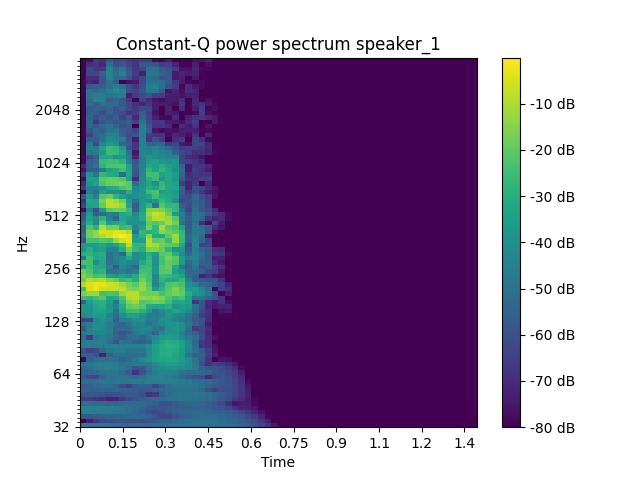 Constant-Q power spectrum speaker_1
Hz
2048
1024
512
256
128
64
32
0 0.15 0.3 0.45 0.6 0.75 0.9 1.1 1.2 1.4
Time
-10 dB
-20 dB
-30 dB
-40 dB
-50 dB
-60 dB
-70 dB
-80 dB